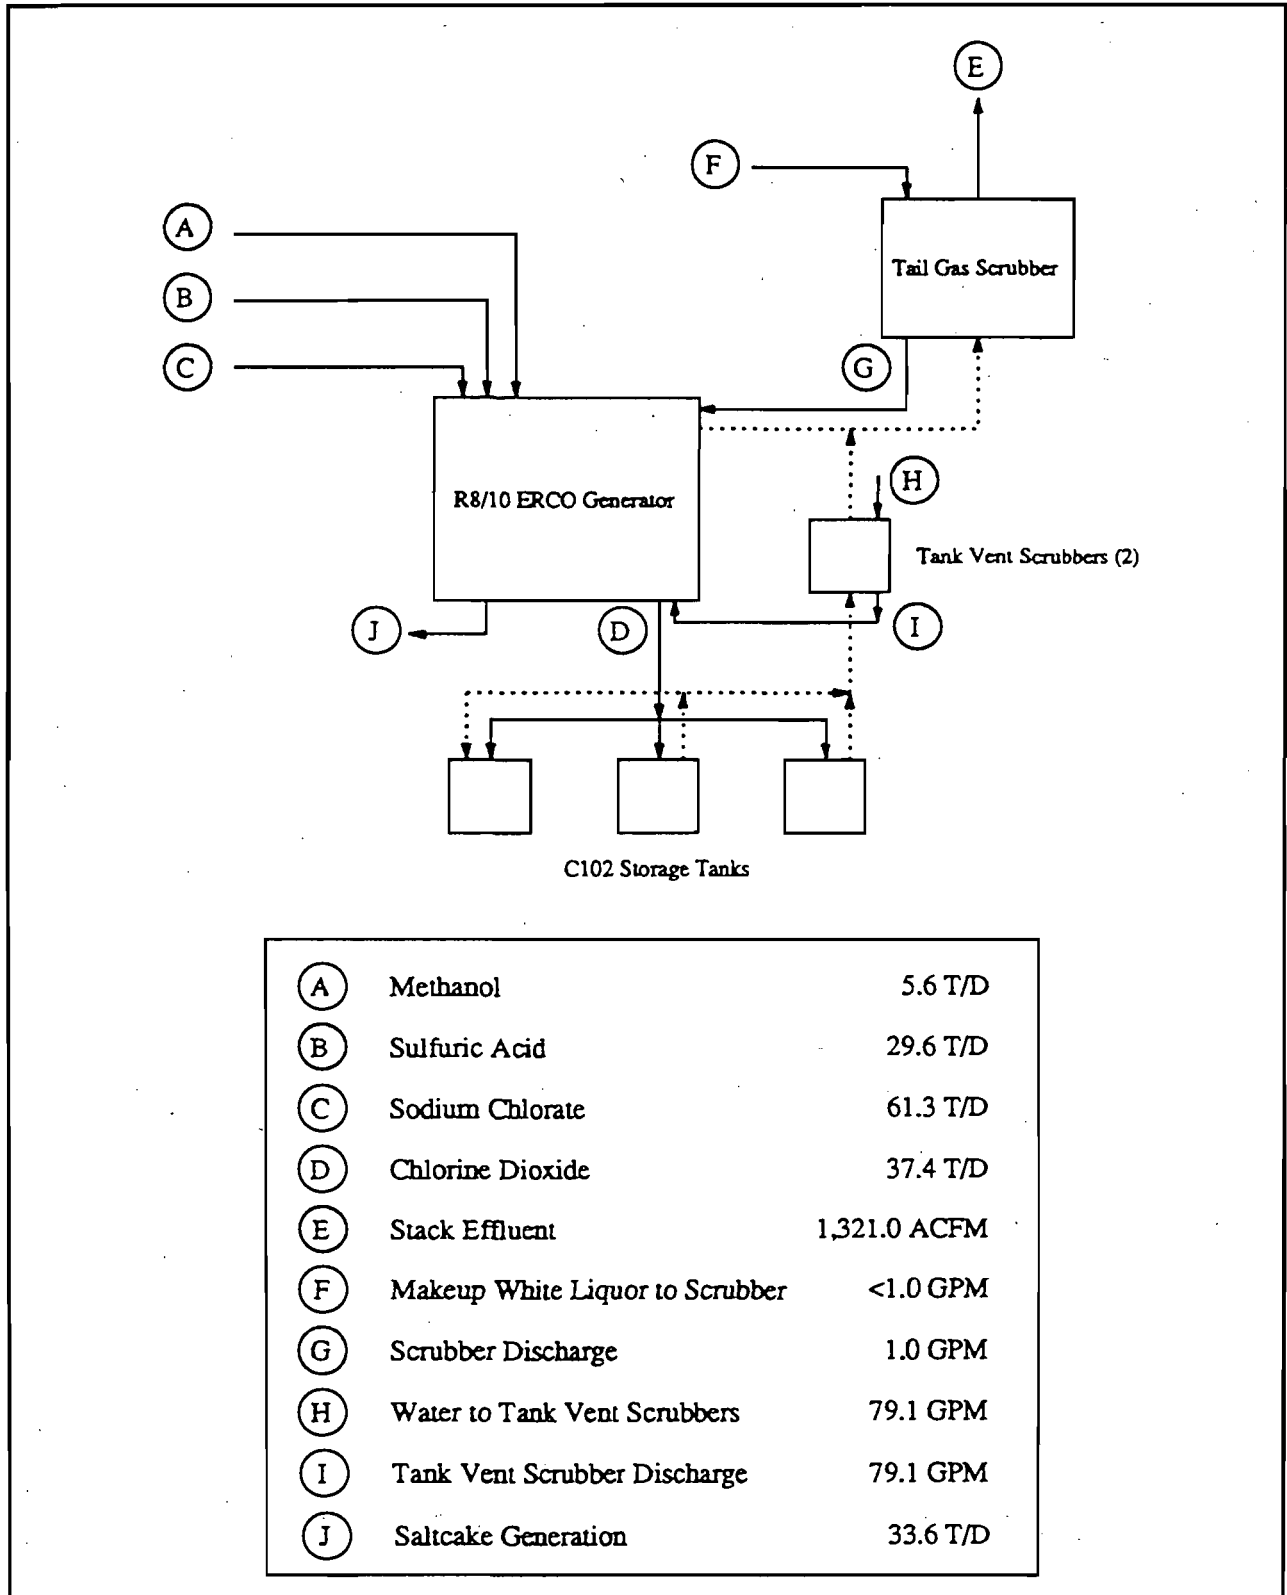 E
F
A
Tail Gas Scrubber
B
C
G
H
R8/10 ERCO Generator
Tank Vent Scrubbers (2)
J
D
I
C102 Storage Tanks
A Methanol 5.6 T/D
B Sulfuric Acid 29.6 T/D
C Sodium Chlorate 61.3 T/D
D Chlorine Dioxide 37.4 T/D
E Stack Effluent 1,321.0 ACFM
F Makeup White Liquor to Scrubber <1.0 GPM
G Scrubber Discharge 1.0 GPM
H Water to Tank Vent Scrubbers 79.1 GPM
I Tank Vent Scrubber Discharge 79.1 GPM
J Saltcake Generation 33.6 T/D